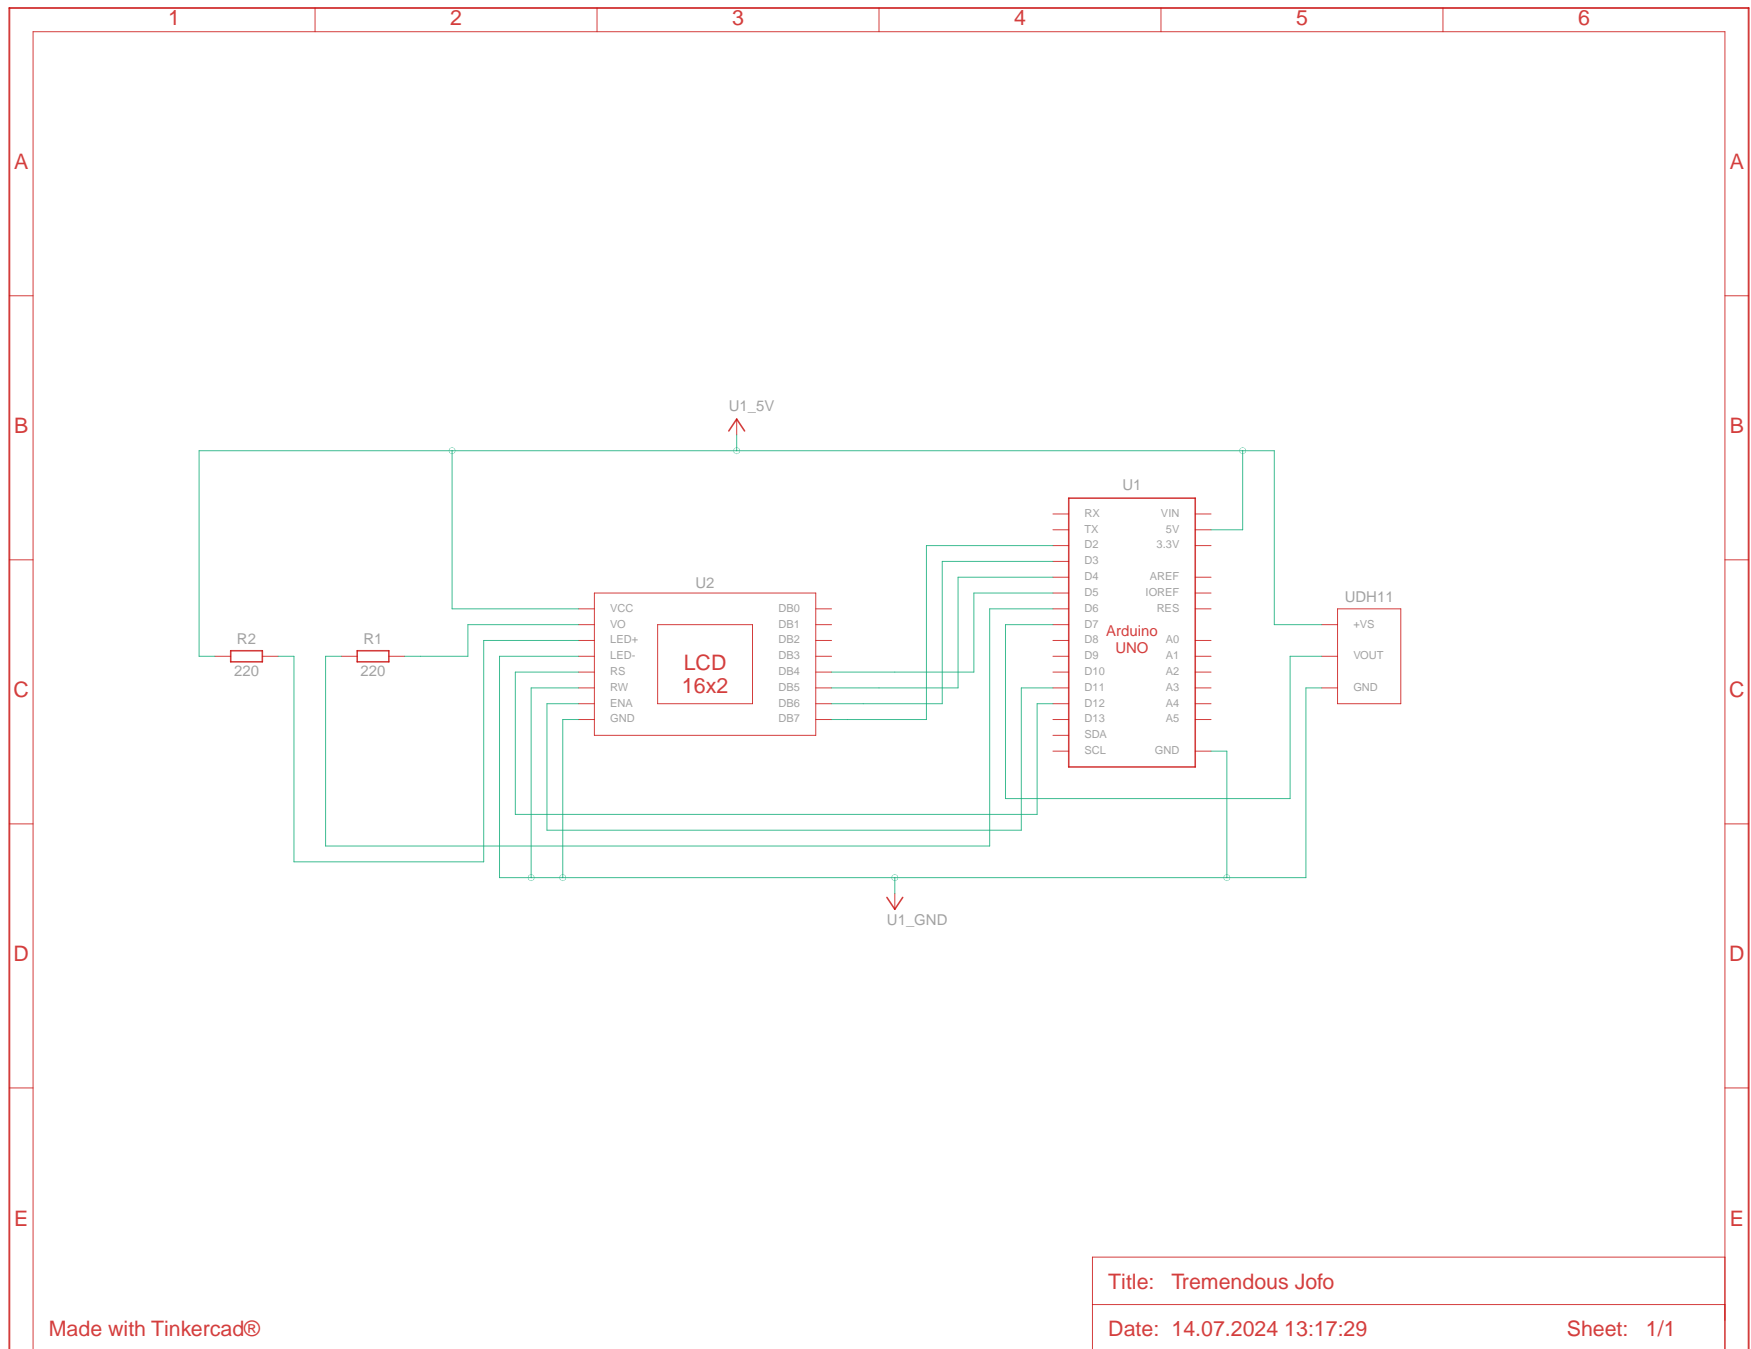 1 2 3 4 5 6
A A
B B
C C
D D
E E
U1_5V
U1
RX VIN
TX 5V
D2 3.3V
D3
D4 AREF
D5 IOREF
D6 RES
D7
D8 A0
D9 A1
D10 A2
D11 A3
D12 A4
D13 A5
SDA
SCL GND
Arduino
UNO
U2
VCC DB0
VO DB1
LED+ DB2
LED- DB3
RS DB4
RW DB5
ENA DB6
GND DB7
LCD
16x2
UDH11
+VS
VOUT
GND
R2
220
R1
220
U1_GND
Title: Tremendous Jofo
Made with Tinkercad®
Date: 14.07.2024 13:17:29 Sheet: 1/1